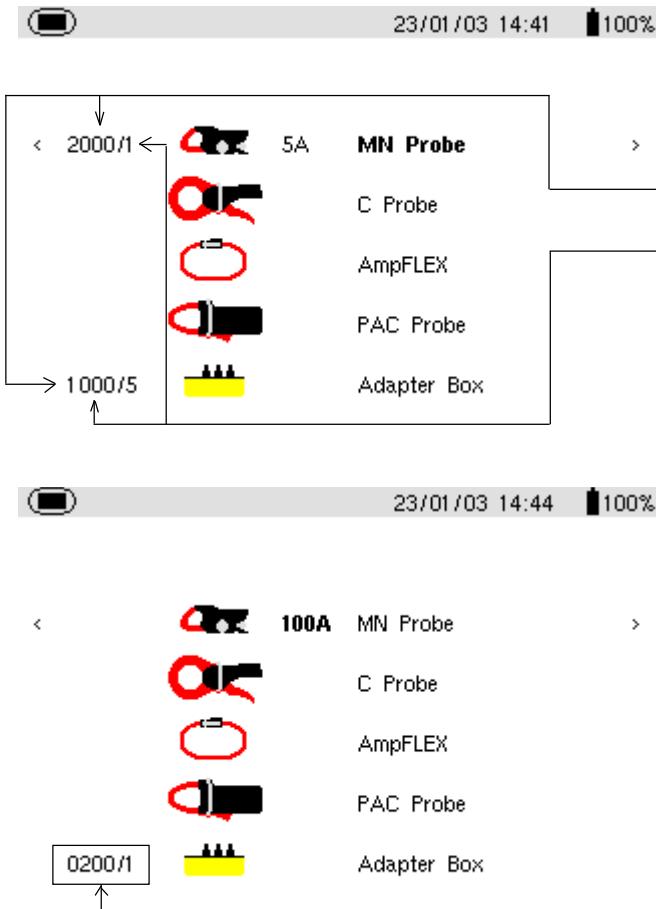 23/01/03 14:41 100%
< 2000/1 5A MN Probe >
C Probe
AmpFLEX
PAC Probe
1000/5 Adapter Box
23/01/03 14:44 100%
< 100A MN Probe >
C Probe
AmpFLEX
PAC Probe
0200/1 Adapter Box